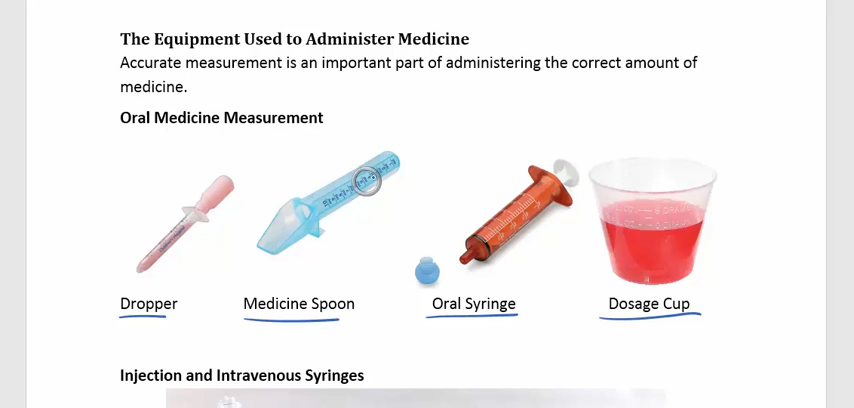 The Equipment Used to Administer Medicine
Accurate measurement is an important part of administering the correct amount of
medicine.
Oral Medicine Measurement
Dropper Medicine Spoon Oral Syringe Dosage Cup
Injection and Intravenous Syringes